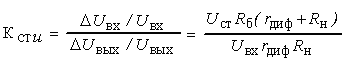 К ст u = ΔU вх / U вх / ΔU вых / U вых = U ст R б ( r диф + R н ) / U вх r диф R н